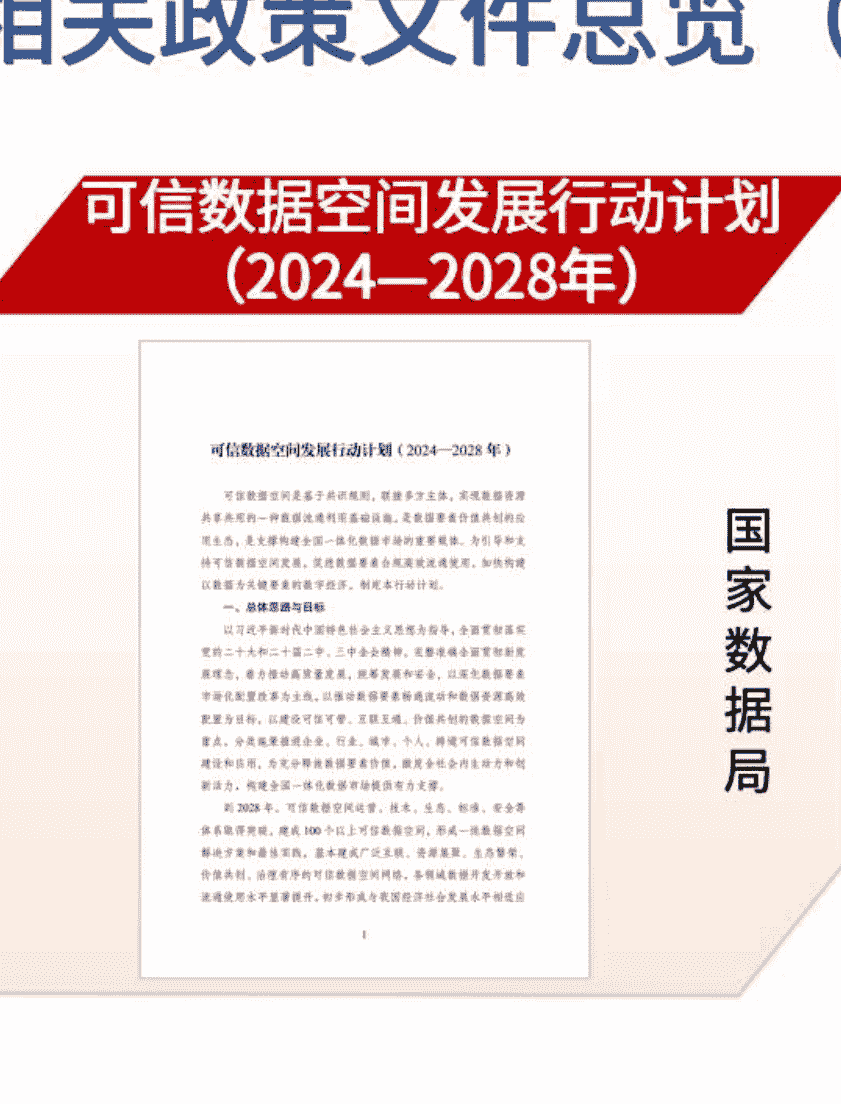 相关政策文件总览（
可信数据空间发展行动计划
（2024—2028年）
可信数据空间发展行动计划（2024—2028 年）
可信数据空间是基于共识规则，联接多方主体，实现数据资源
共享共用的一种数据流通利用基础设施，是数据要素价值共创的应
用生态，是支撑构建全国一体化数据市场的重要载体。为引导和支
持可信数据空间发展，促进数据要素合规高效流通使用，加快构建
以数据为关键要素的数字经济，制定本行动计划。
一、总体思路与目标
以习近平新时代中国特色社会主义思想为指导，全面贯彻落实
党的二十大和二十届二中、三中全会精神，完整准确全面贯彻新发
展理念，着力推动高质量发展，统筹发展和安全，以深化数据要素
市场化配置改革为主线，以推动数据要素畅通流动和数据资源高效
配置为目标，以建设可信可管、互联互通、价值共创的数据空间为
重点，分类施策推进企业、行业、城市、个人、跨境可信数据空间
建设和应用，为充分释放数据要素价值，激发全社会内生动力和创
新活力，构建全国一体化数据市场提供有力支撑。
到 2028 年，可信数据空间运营、技术、生态、标准、安全等
体系取得突破，建成 100 个以上可信数据空间，形成一批数据空间
解决方案和最佳实践，基本建成广泛互联、资源集聚、生态繁荣、
价值共创、治理有序的可信数据空间网络，各领域数据开发开放和
流通使用水平显著提升，初步形成与我国经济社会发展水平相适应
1
国家数据局